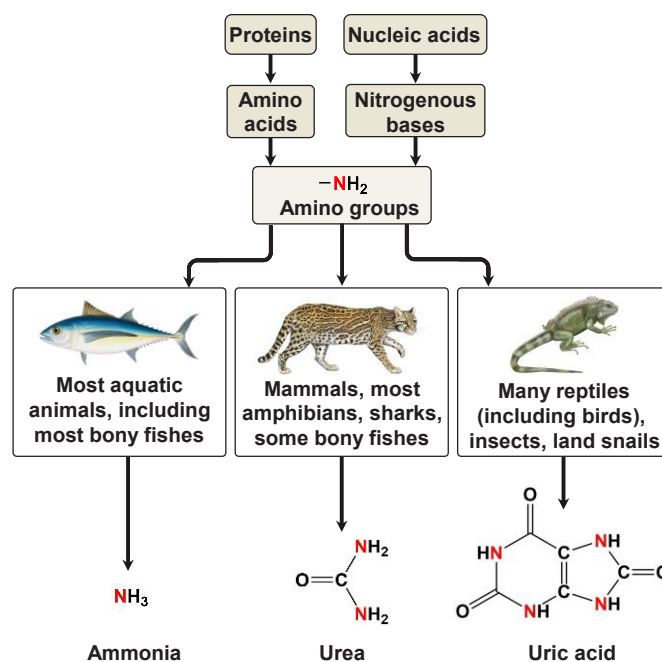 Proteins
Nucleic acids
Amino
acids
Nitrogenous
bases
–NH₂
Amino groups
Most aquatic
animals, including
most bony fishes
Mammals, most
amphibians, sharks,
some bony fishes
Many reptiles
(including birds),
insects, land snails
NH₃
NH₂
O
C
NH₂
O
C
HN
C
NH
C
O
C
O
C
NH
C
NH
Ammonia
Urea
Uric acid